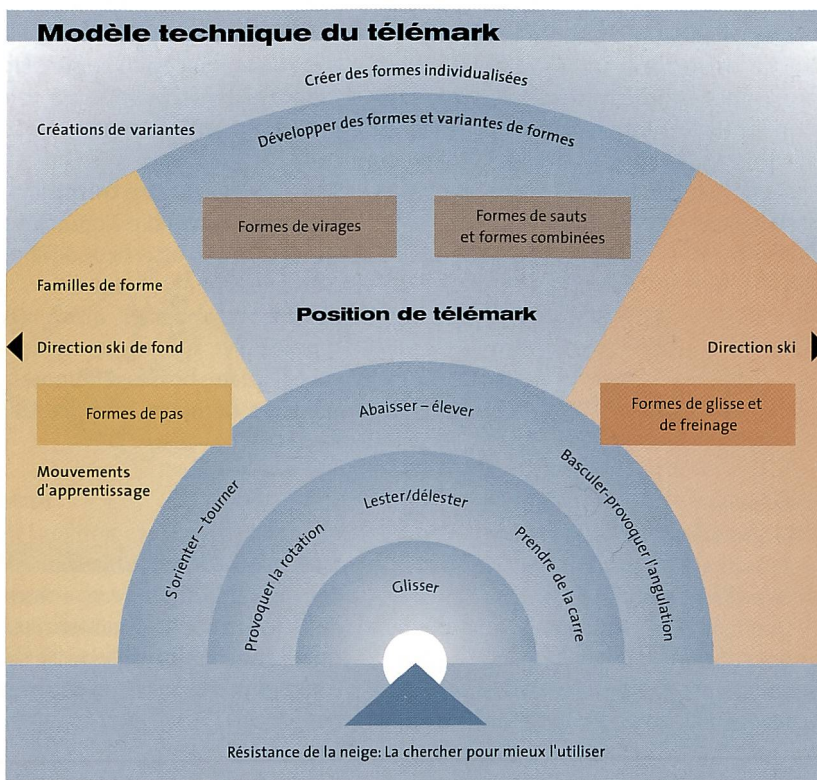 Modèle technique du télémark
Créer des formes individualisées
Créations de variantes
Développer des formes et variantes de formes
Formes de virages
Formes de sauts
et formes combinées
Familles de forme
Position de télémark
Direction ski de fond
Direction ski
Formes de pas
Formes de glisse et
de freinage
Abaisser – élever
Mouvements
d'apprentissage
S'orienter – tourner
Basculer-provoquer l'angulation
Lester/délester
Provoquer la rotation
Prendre de la carre
Glisser
Résistance de la neige: La chercher pour mieux l'utiliser